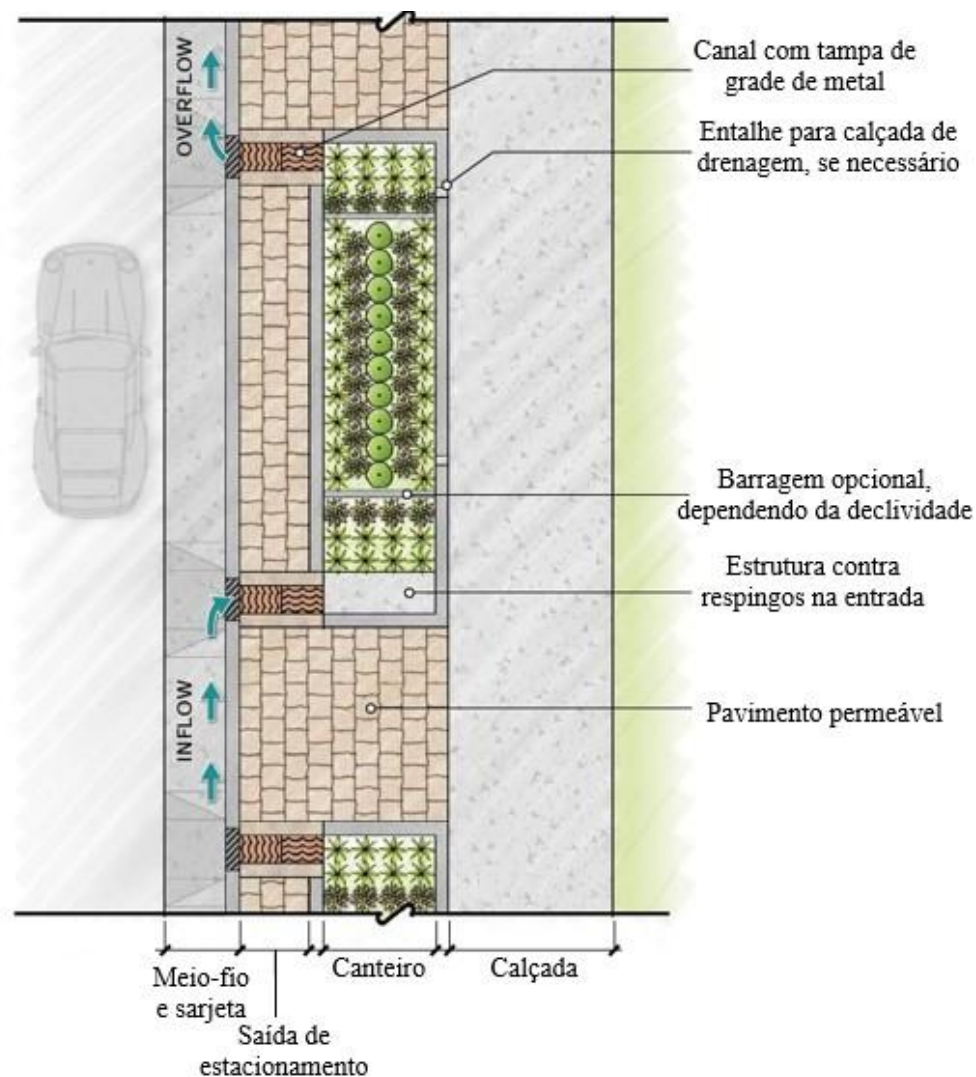 Canal com tampa de
grade de metal
OVERFLOW
Entalhe para calçada de
drenagem, se necessário
Barragem opcional,
dependendo da declividade
Estrutura contra
respingos na entrada
INFLOW
Pavimento permeável
Meio-fio
e sarjeta
Saída de
estacionamento
Canteiro
Calçada